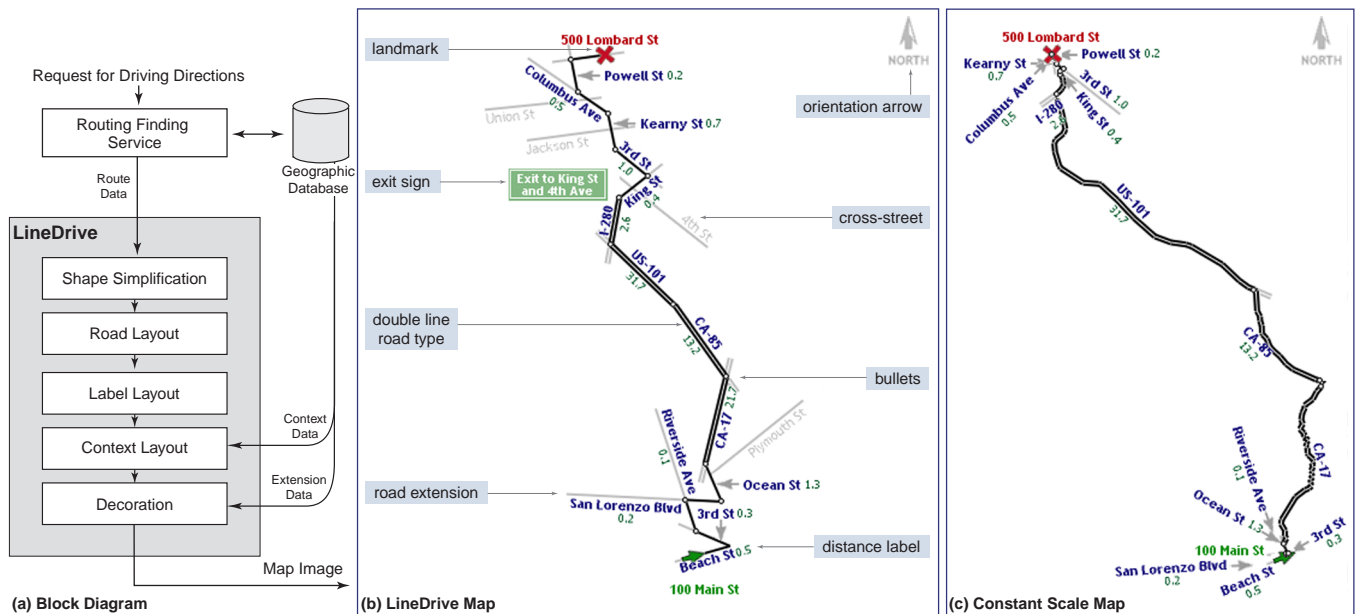 Request for Driving Directions
Routing Finding
Service
Geographic
Database
Route
Data
LineDrive
Shape Simplification
Road Layout
Label Layout
Context
Data
Context Layout
Extension
Data
Decoration
Map Image
(a) Block Diagram
landmark
500 Lombard St
NORTH
orientation arrow
Powell St 0.2
Columbus Ave
0.5
Union St
Kearny St 0.7
Jackson St
3rd St
1.0
exit sign
Exit to King St
and 4th Ave
King St
0.4
4th St
cross-street
I-280
2.6
US-101
31.7
double line
road type
CA-85
13.2
bullets
21.7
CA-17
Plymouth St
Riverside Ave
0.1
Ocean St 1.3
road extension
San Lorenzo Blvd
0.2
3rd St 0.3
Beach St 0.5
distance label
100 Main St
(b) LineDrive Map
500 Lombard St
NORTH
Powell St 0.2
Kearny St
0.7
3rd St
1.0
Columbus Ave
0.5
King St
0.4
I-280
US-101
31.7
CA-85
13.2
CA-17
Riverside Ave
0.1
Ocean St
1.3
3rd St
0.3
100 Main St
San Lorenzo Blvd
0.2
Beach St
0.5
(c) Constant Scale Map